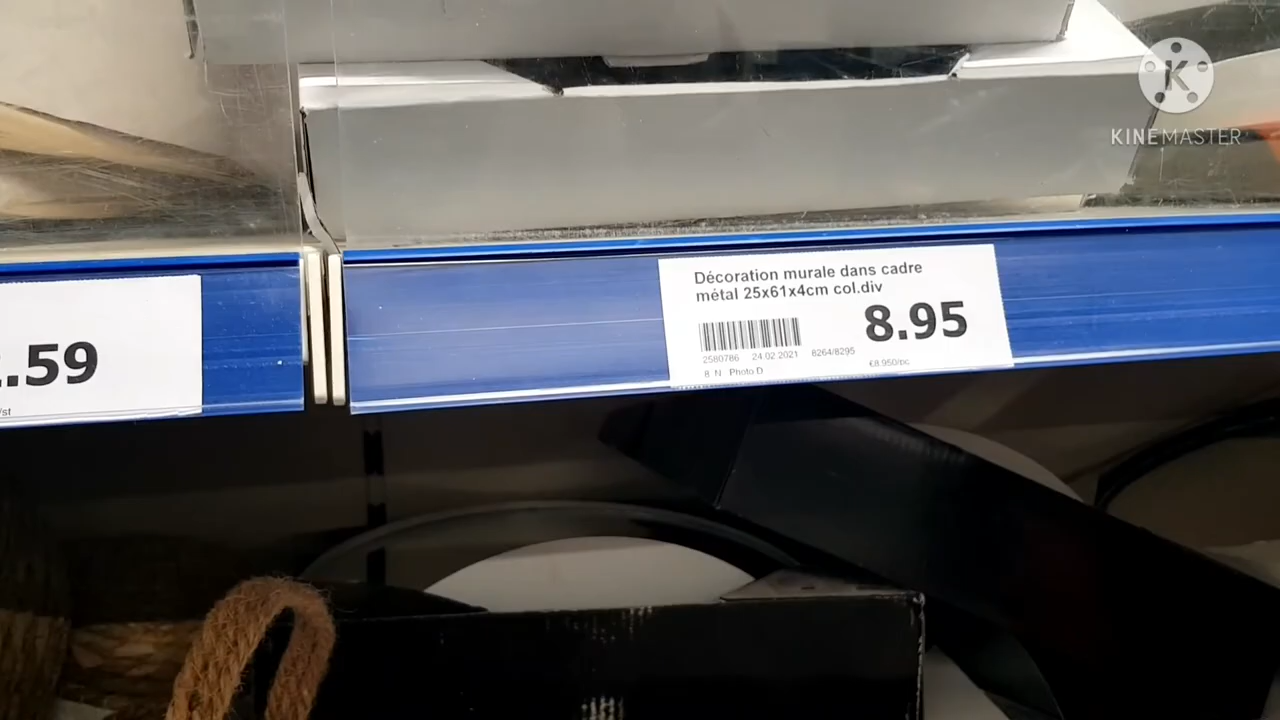 KINEMASTER
Décoration murale dans cadre
métal 25x61x4cm col.div
8.95
2580786 24 02 2021 8264/8295
€8.950/pc
8 N Photo D
.59
/st